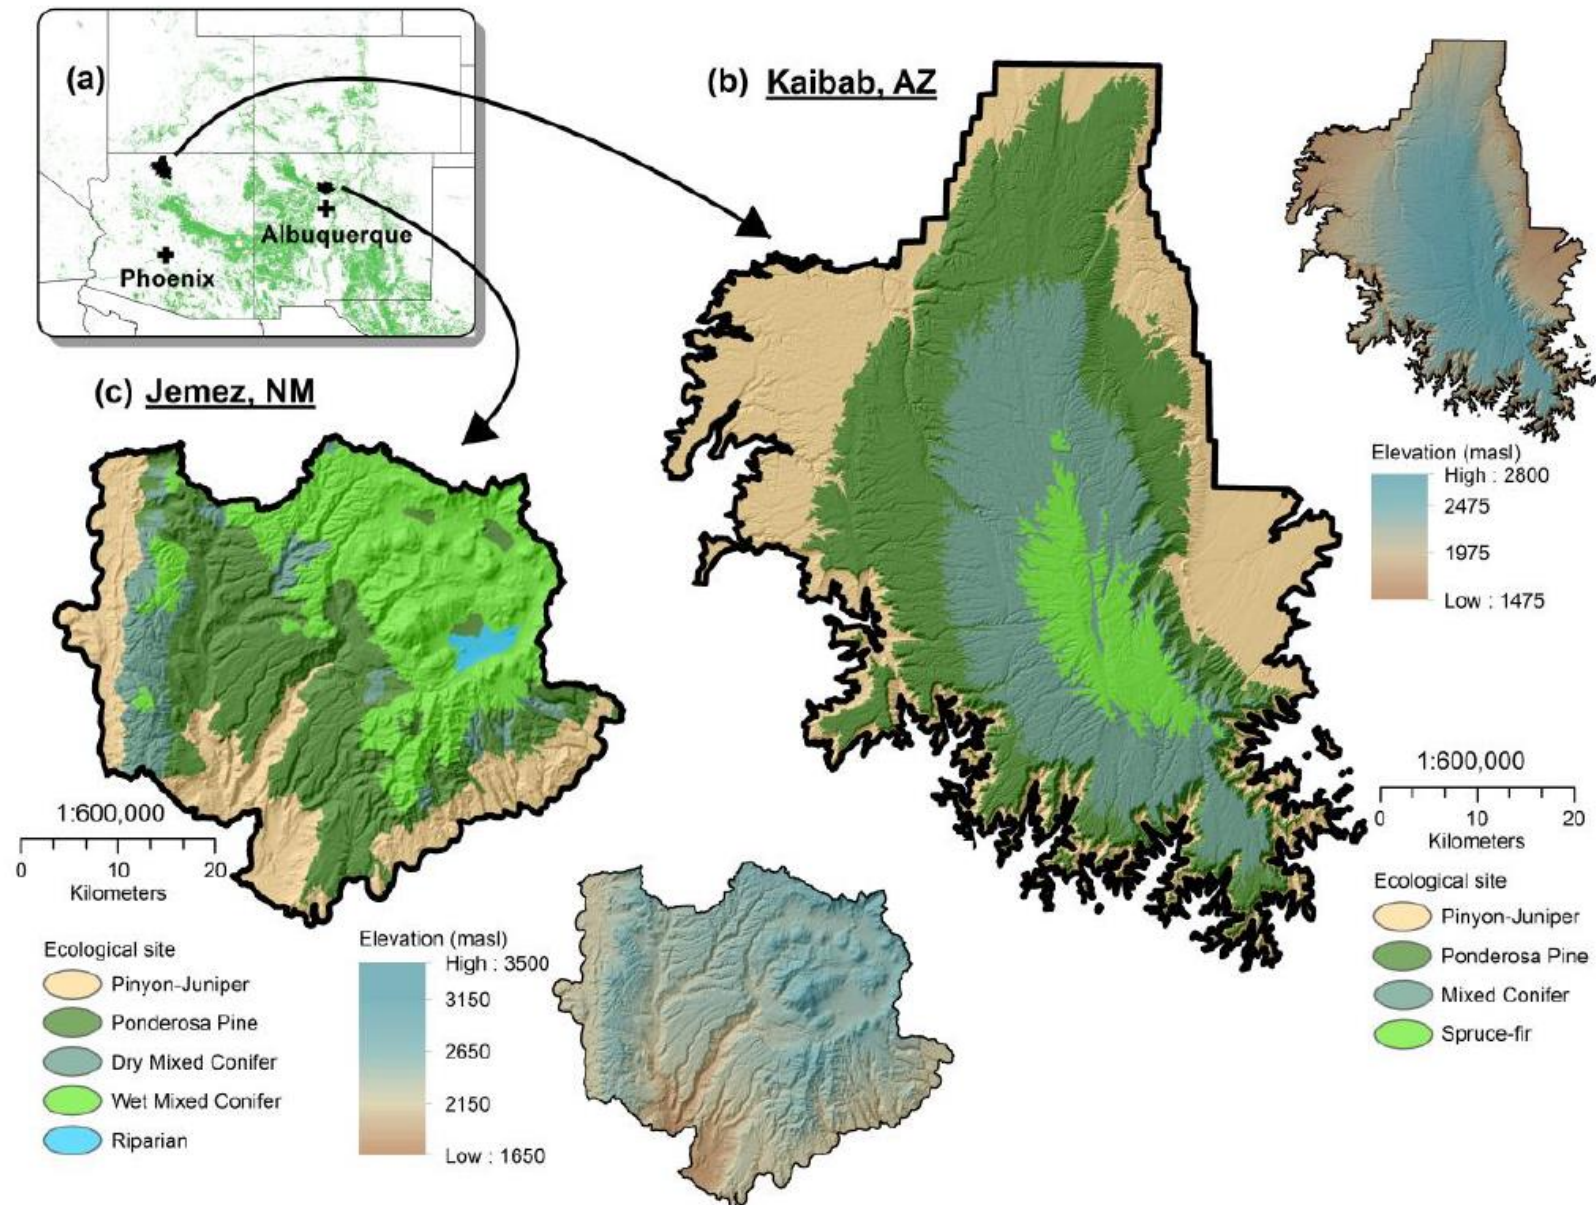 (a)
Albuquerque
Phoenix
(b) Kaibab, AZ
Elevation (masl)
High : 2800
2475
1975
Low : 1475
1:600,000
0 10 20
Kilometers
Ecological site
Pinyon-Juniper
Ponderosa Pine
Mixed Conifer
Spruce-fir
(c) Jemez, NM
1:600,000
0 10 20
Kilometers
Ecological site
Pinyon-Juniper
Ponderosa Pine
Dry Mixed Conifer
Wet Mixed Conifer
Riparian
Elevation (masl)
High : 3500
3150
2650
2150
Low : 1650